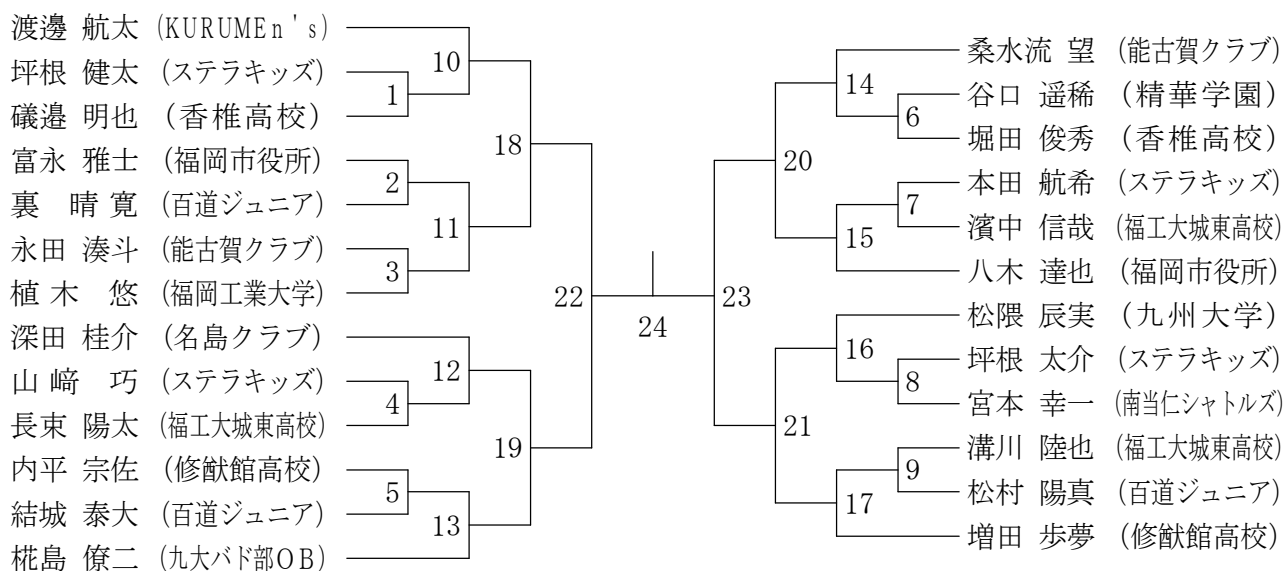 渡邊 航太 (KURUMEn's)
坪根 健太 (ステラキッズ)
礒邉 明也 (香椎高校)
富永 雅士 (福岡市役所)
裏 晴寛 (百道ジュニア)
永田 湊斗 (能古賀クラブ)
植木 悠 (福岡工業大学)
深田 桂介 (名島クラブ)
山﨑 巧 (ステラキッズ)
長束 陽太 (福工大城東高校)
内平 宗佐 (修猷館高校)
結城 泰大 (百道ジュニア)
椛島 僚二 (九大バド部OB)
10
1
18
2
11
3
22
12
4
19
5
13
24
桑水流 望 (能古賀クラブ)
谷口 遥稀 (精華学園)
堀田 俊秀 (香椎高校)
本田 航希 (ステラキッズ)
濱中 信哉 (福工大城東高校)
八木 達也 (福岡市役所)
松隈 辰実 (九州大学)
坪根 太介 (ステラキッズ)
宮本 幸一 (南当仁シャトルズ)
溝川 陸也 (福工大城東高校)
松村 陽真 (百道ジュニア)
増田 歩夢 (修猷館高校)
14
6
20
7
15
23
16
8
21
9
17